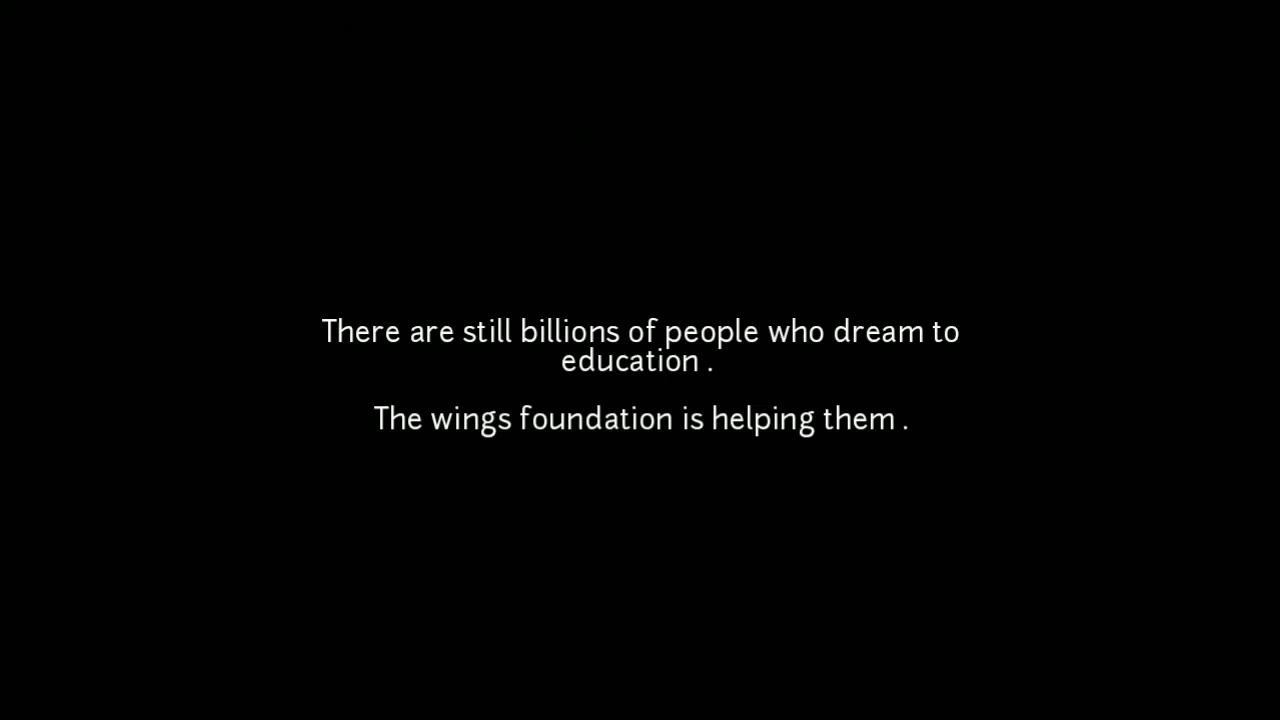 There are still billions of people who dream to
education .
The wings foundation is helping them .